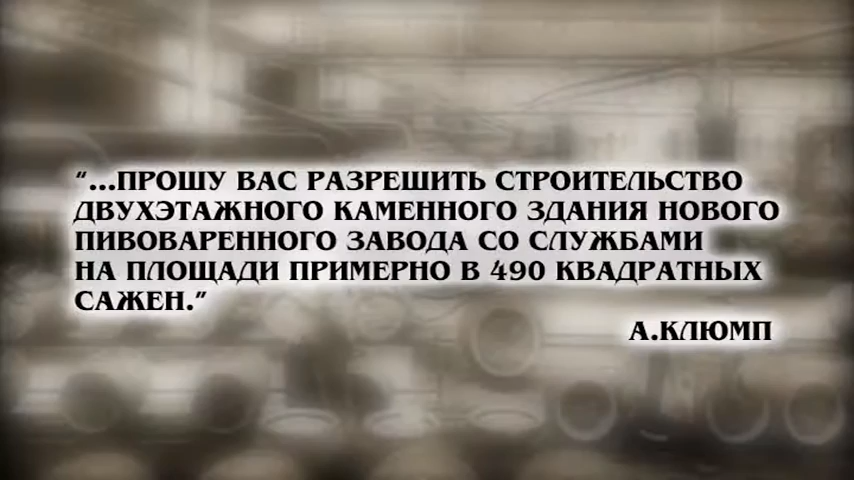 "...ПРОШУ ВАС РАЗРЕШИТЬ СТРОИТЕЛЬСТВО
ДВУХЭТАЖНОГО КАМЕННОГО ЗДАНИЯ НОВОГО
ПИВОВАРЕННОГО ЗАВОДА СО СЛУЖБАМИ
НА ПЛОЩАДИ ПРИМЕРНО В 490 КВАДРАТНЫХ
САЖЕН."
А.КЛЮМП